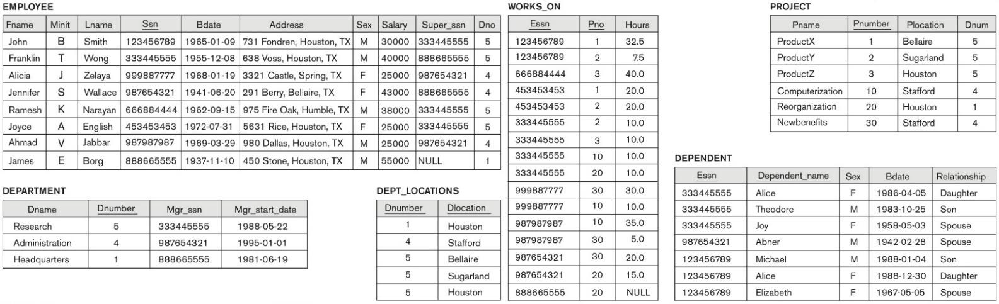 EMPLOYEE
Fname Minit Lname Ssn Bdate Address Sex Salary Super_ssn Dno
John B Smith 123456789 1965-01-09 731 Fondren, Houston, TX M 30000 333445555 5
Franklin T Wong 333445555 1955-12-08 638 Voss, Houston, TX M 40000 888665555 5
Alicia J Zelaya 999887777 1968-01-19 3321 Castle, Spring, TX F 25000 987654321 4
Jennifer S Wallace 987654321 1941-06-20 291 Berry, Bellaire, TX F 43000 888665555 4
Ramesh K Narayan 666884444 1962-09-15 975 Fire Oak, Humble, TX M 38000 333445555 5
Joyce A English 453453453 1972-07-31 5631 Rice, Houston, TX F 25000 333445555 5
Ahmad V Jabbar 987987987 1969-03-29 980 Dallas, Houston, TX M 25000 987654321 4
James E Borg 888665555 1937-11-10 450 Stone, Houston, TX M 55000 NULL 1
DEPARTMENT
Dname Dnumber Mgr_ssn Mgr_start_date
Research 5 333445555 1988-05-22
Administration 4 987654321 1995-01-01
Headquarters 1 888665555 1981-06-19
DEPT_LOCATIONS
Dnumber Dlocation
1 Houston
4 Stafford
5 Bellaire
5 Sugarland
5 Houston
WORKS_ON
Essn Pno Hours
123456789 1 32.5
123456789 2 7.5
666884444 3 40.0
453453453 1 20.0
453453453 2 20.0
333445555 2 10.0
333445555 3 10.0
333445555 10 10.0
333445555 20 10.0
999887777 30 30.0
999887777 10 10.0
987987987 10 35.0
987987987 30 5.0
987654321 30 20.0
987654321 20 15.0
888665555 20 NULL
PROJECT
Pname Pnumber Plocation Dnum
ProductX 1 Bellaire 5
ProductY 2 Sugarland 5
ProductZ 3 Houston 5
Computerization 10 Stafford 4
Reorganization 20 Houston 1
Newbenefits 30 Stafford 4
DEPENDENT
Essn Dependent_name Sex Bdate Relationship
333445555 Alice F 1986-04-05 Daughter
333445555 Theodore M 1983-10-25 Son
333445555 Joy F 1958-05-03 Spouse
987654321 Abner M 1942-02-28 Spouse
123456789 Michael M 1988-01-04 Son
123456789 Alice F 1988-12-30 Daughter
123456789 Elizabeth F 1967-05-05 Spouse